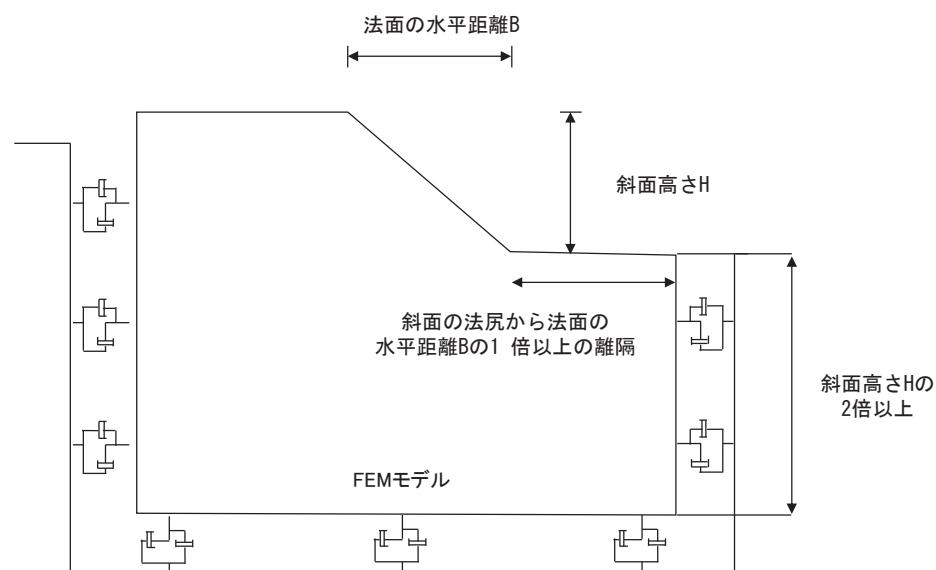 法面の水平距離B
斜面高さH
斜面の法尻から法面の
水平距離Bの1 倍以上の離隔
斜面高さHの
2倍以上
FEMモデル